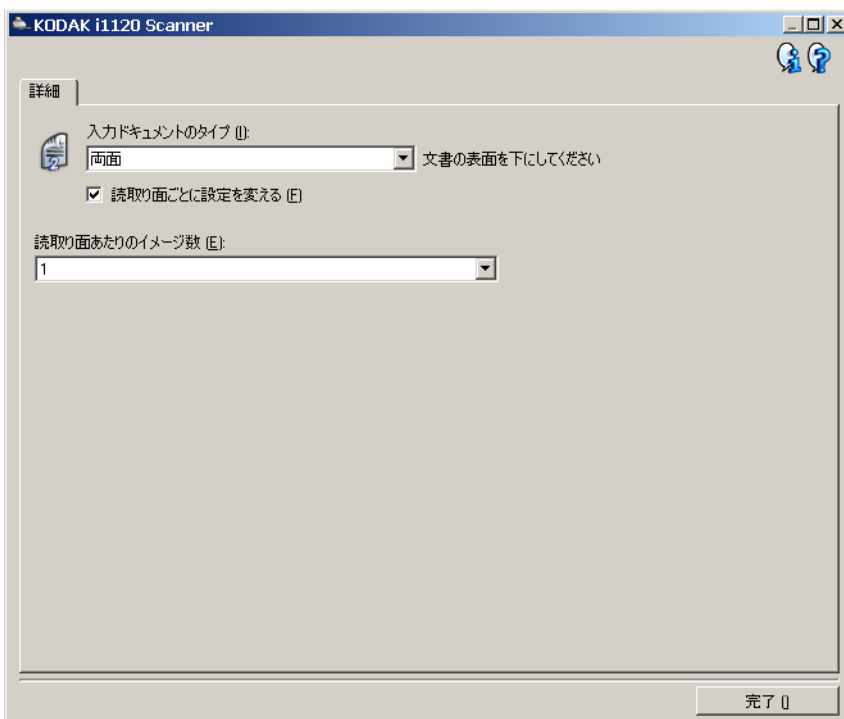 KODAK i1120 Scanner
詳細
入力ドキュメントのタイプ (I):
両面
文書の表面を下にしてください
読取り面ごとに設定を変える (F)
読取り面あたりのイメージ数 (E):
1
完了 ()